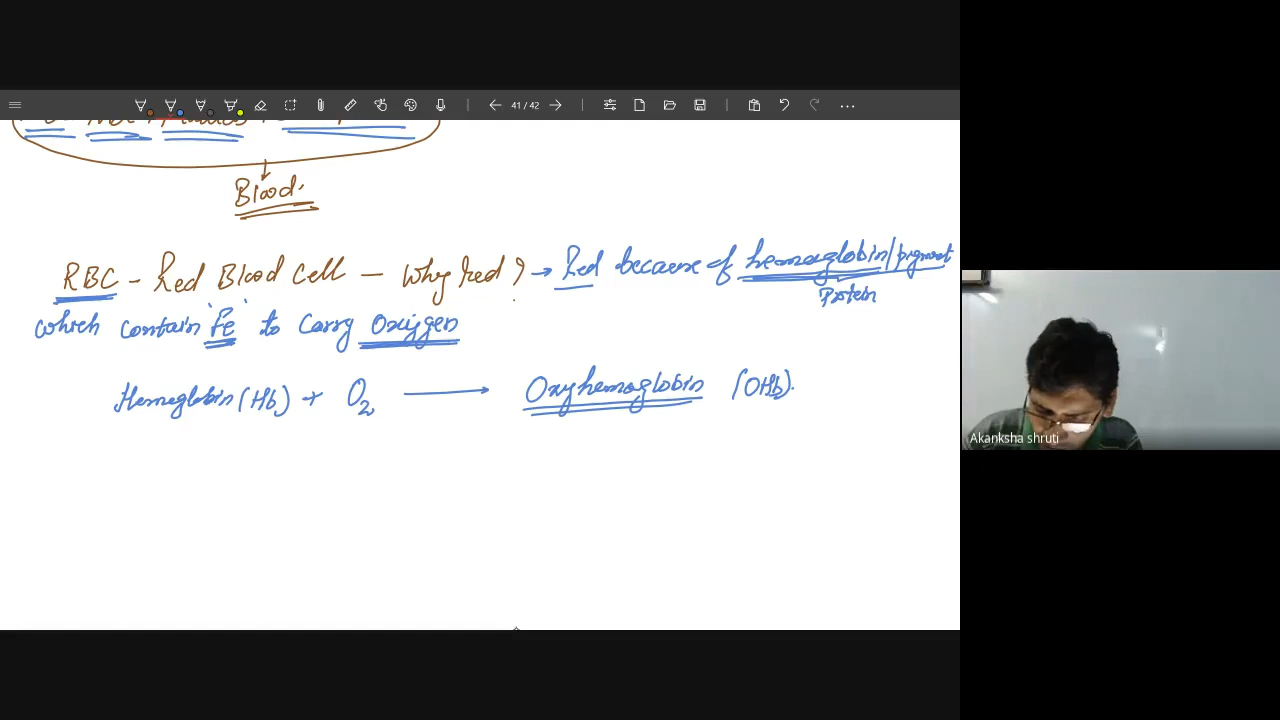 41 / 42
Blood.
RBC - Red Blood Cell - Why Red? → Red because of hemoglobin/pigment
Protein
which contain 'Fe' to Carry Oxigen
Hemoglobin (Hb) + O₂ ⟶ Oxyhemoglobin (OHb).
Akanksha shruti